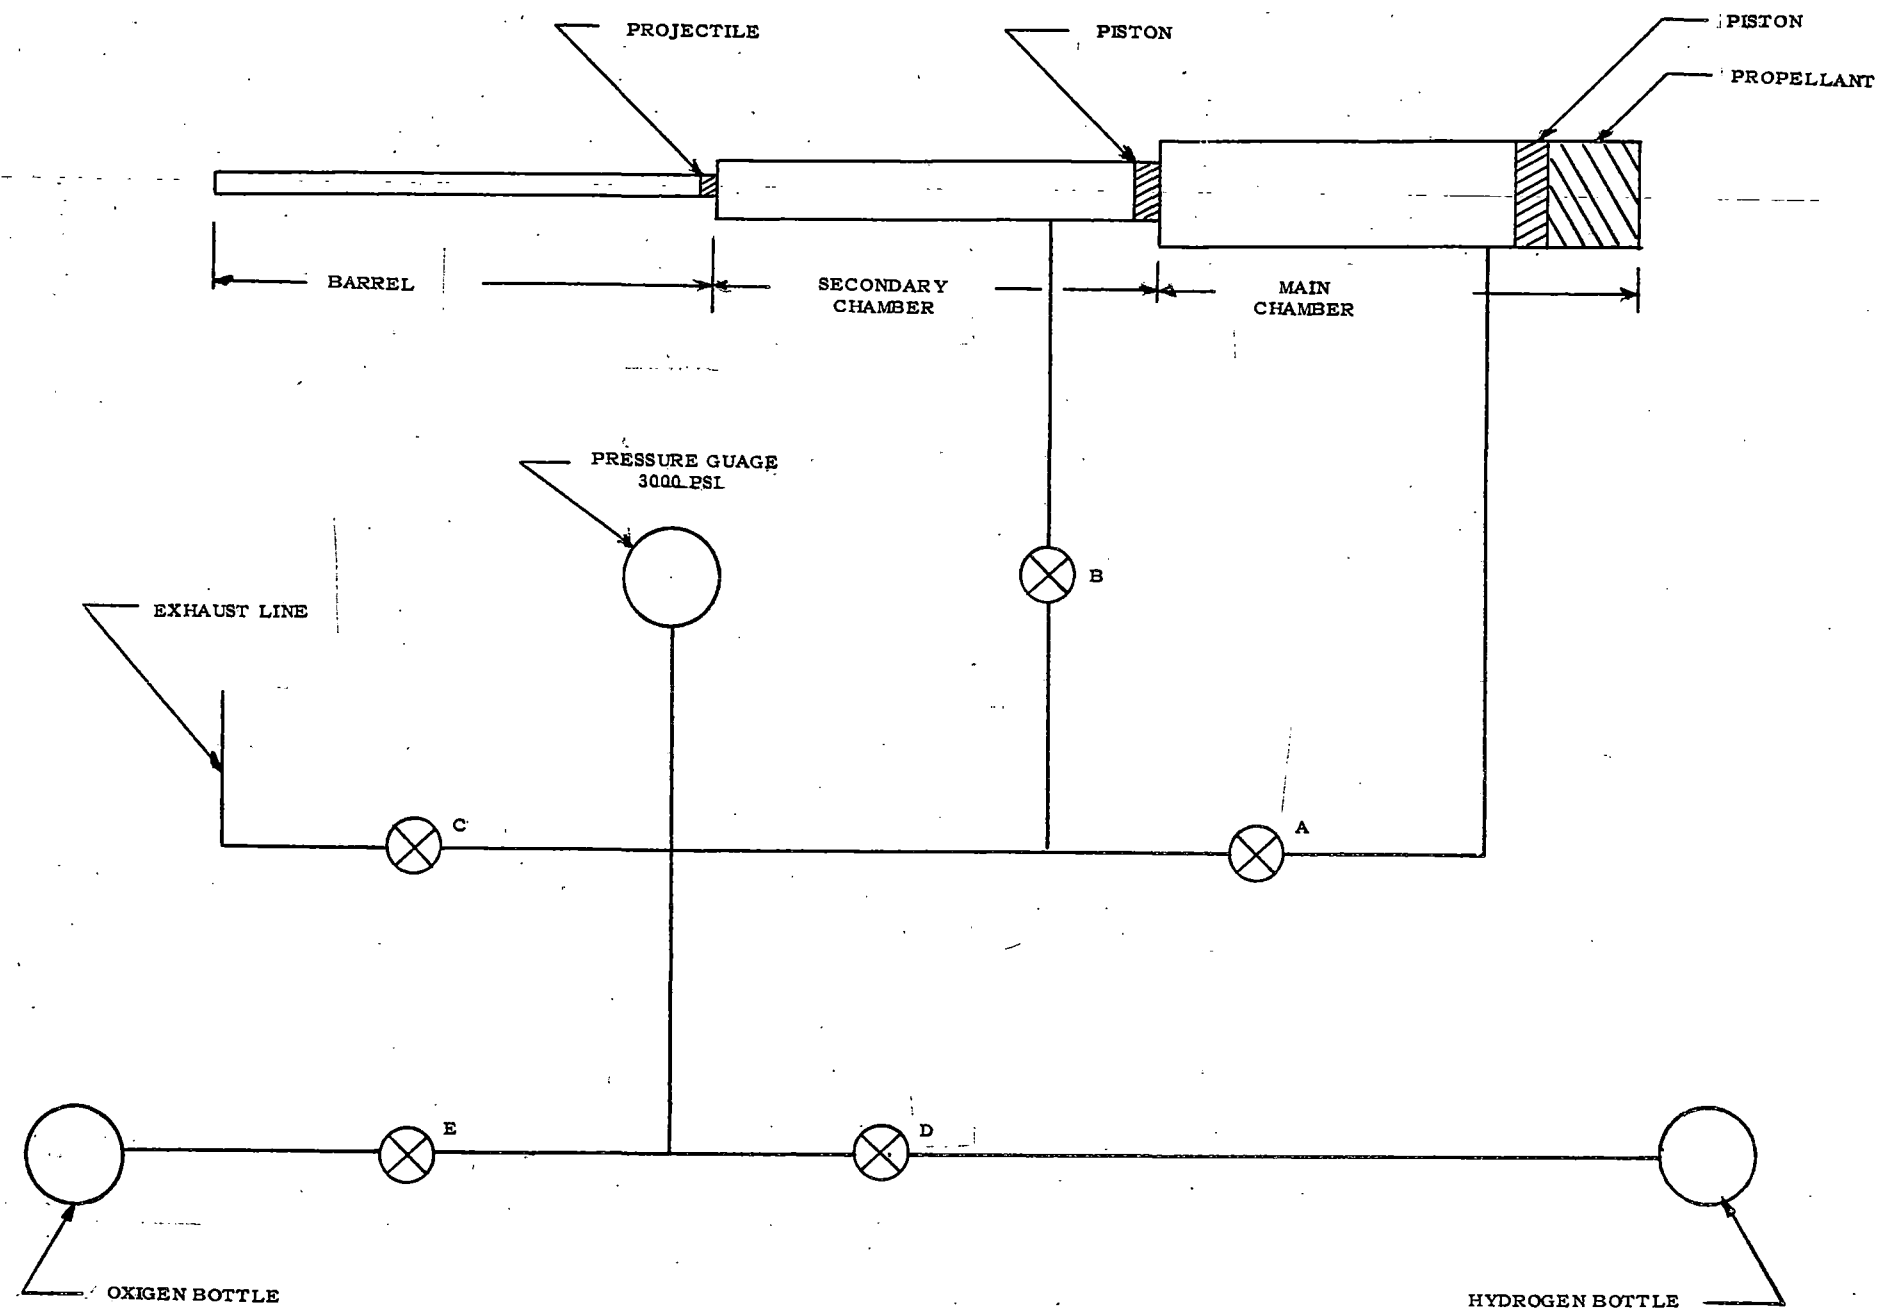 PROJECTILE
PISTON
PISTON
PROPELLANT
BARREL
SECONDARY
CHAMBER
MAIN
CHAMBER
PRESSURE GUAGE
3000 PSI
B
EXHAUST LINE
C
A
E
D
OXIGEN BOTTLE
HYDROGEN BOTTLE